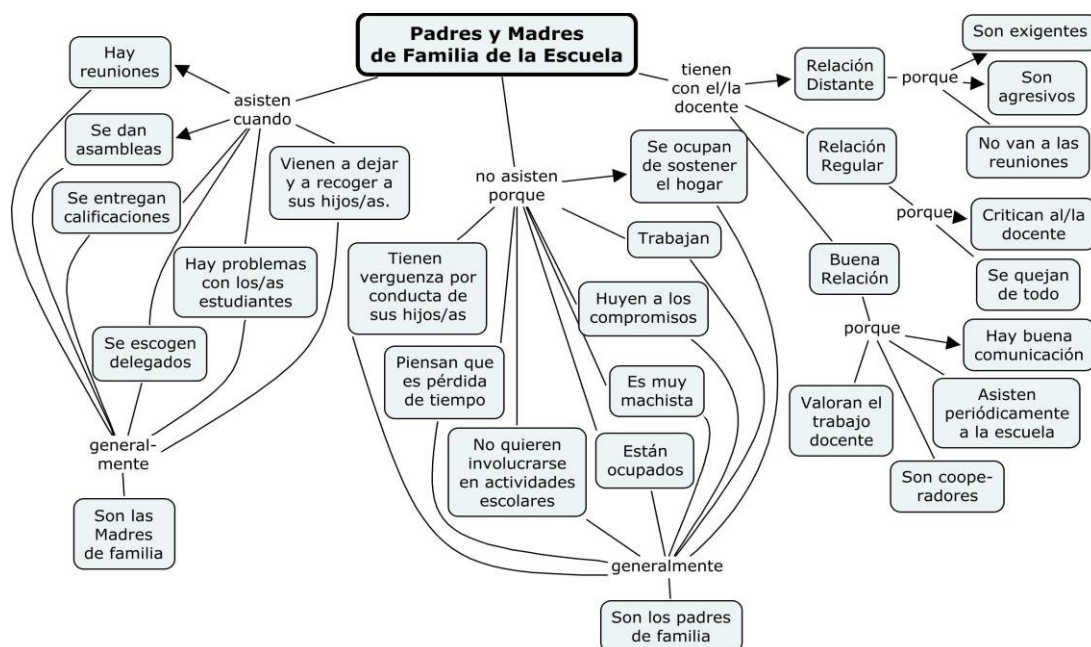 Padres y Madres
de Familia de la Escuela
asisten
cuando
Hay
reuniones
Se dan
asambleas
Se entregan
calificaciones
Vienen a dejar
y a recoger a
sus hijos/as.
Hay problemas
con los/as
estudiantes
Se escogen
delegados
general-
mente
Son las
Madres
de familia
no asisten
porque
Se ocupan
de sostener
el hogar
Trabajan
Tienen
verguenza por
conducta de
sus hijos/as
Huyen a los
compromisos
Piensan que
es pérdida
de tiempo
Es muy
machista
No quieren
involucrarse
en actividades
escolares
Están
ocupados
generalmente
Son los padres
de familia
tienen
con el/la
docente
Relación
Distante
porque
Son exigentes
Son
agresivos
No van a las
reuniones
Relación
Regular
porque
Critican al/la
docente
Se quejan
de todo
Buena
Relación
porque
Hay buena
comunicación
Asisten
periódicamente
a la escuela
Valoran el
trabajo
docente
Son coope-
radores